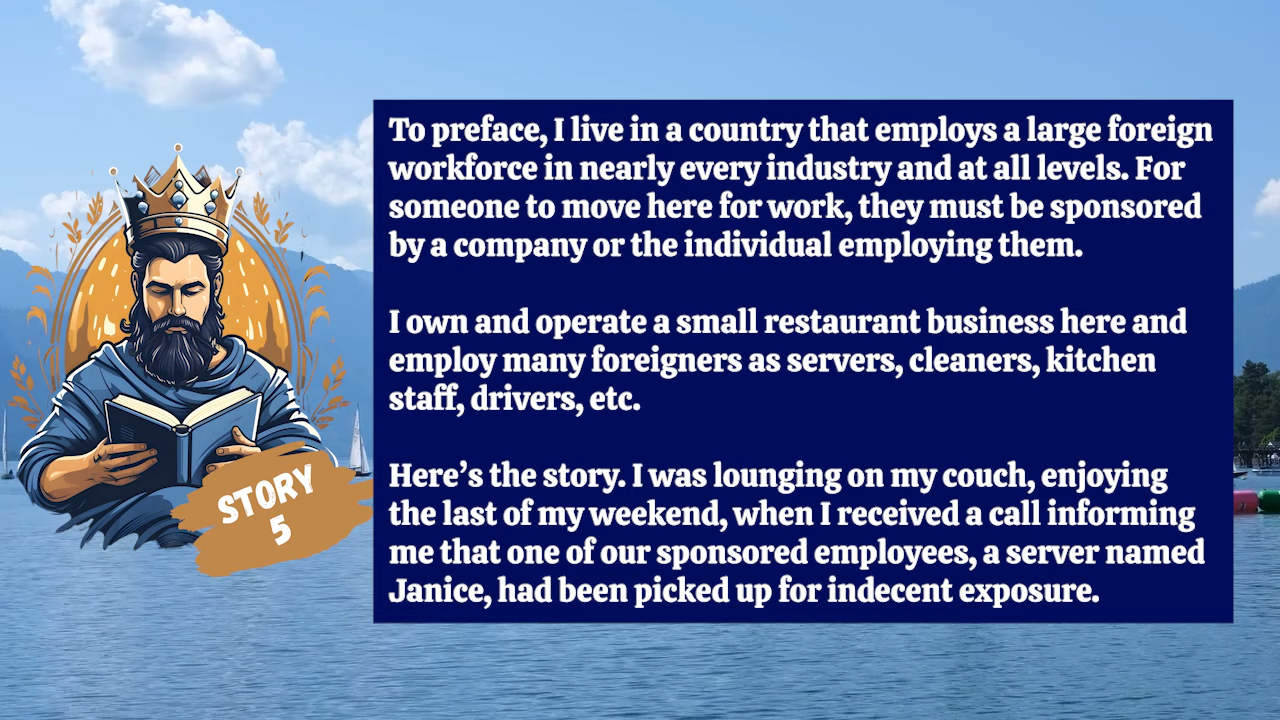 To preface, I live in a country that employs a large foreign
workforce in nearly every industry and at all levels. For
someone to move here for work, they must be sponsored
by a company or the individual employing them.
I own and operate a small restaurant business here and
employ many foreigners as servers, cleaners, kitchen
staff, drivers, etc.
Here’s the story. I was lounging on my couch, enjoying
the last of my weekend, when I received a call informing
me that one of our sponsored employees, a server named
Janice, had been picked up for indecent exposure.
STORY
5